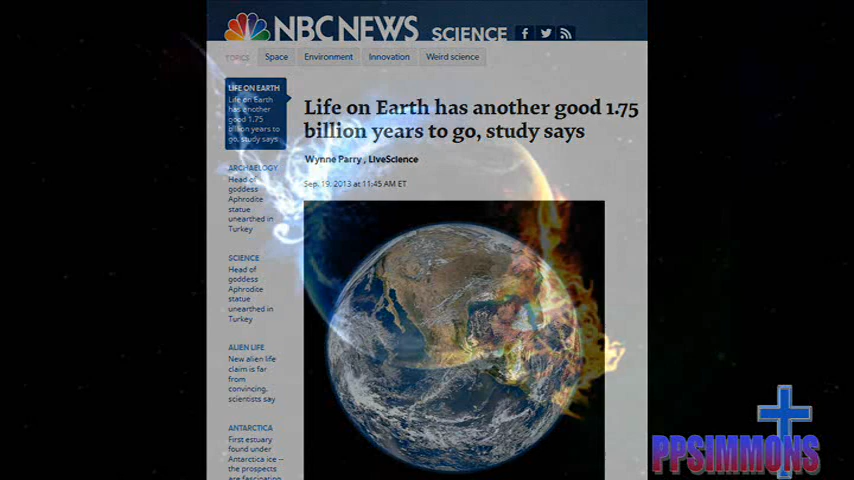 NBC NEWS SCIENCE
TOPICS Space Environment Innovation Weird science
LIFE ON EARTH
Life on Earth
has another
good 1.75
billion years to
go, study says
ARCHAELOGY
Head of
goddess
Aphrodite
statue
unearthed in
Turkey
SCIENCE
Head of
goddess
Aphrodite
statue
unearthed in
Turkey
ALIEN LIFE
New alien life
claim is far
from
convincing,
scientists say
ANTARCTICA
First estuary
found under
Antarctica ice --
the prospects
are fascinating
Life on Earth has another good 1.75
billion years to go, study says
Wynne Parry , LiveScience
Sep. 19, 2013 at 11:45 AM ET
PPSIMMONS